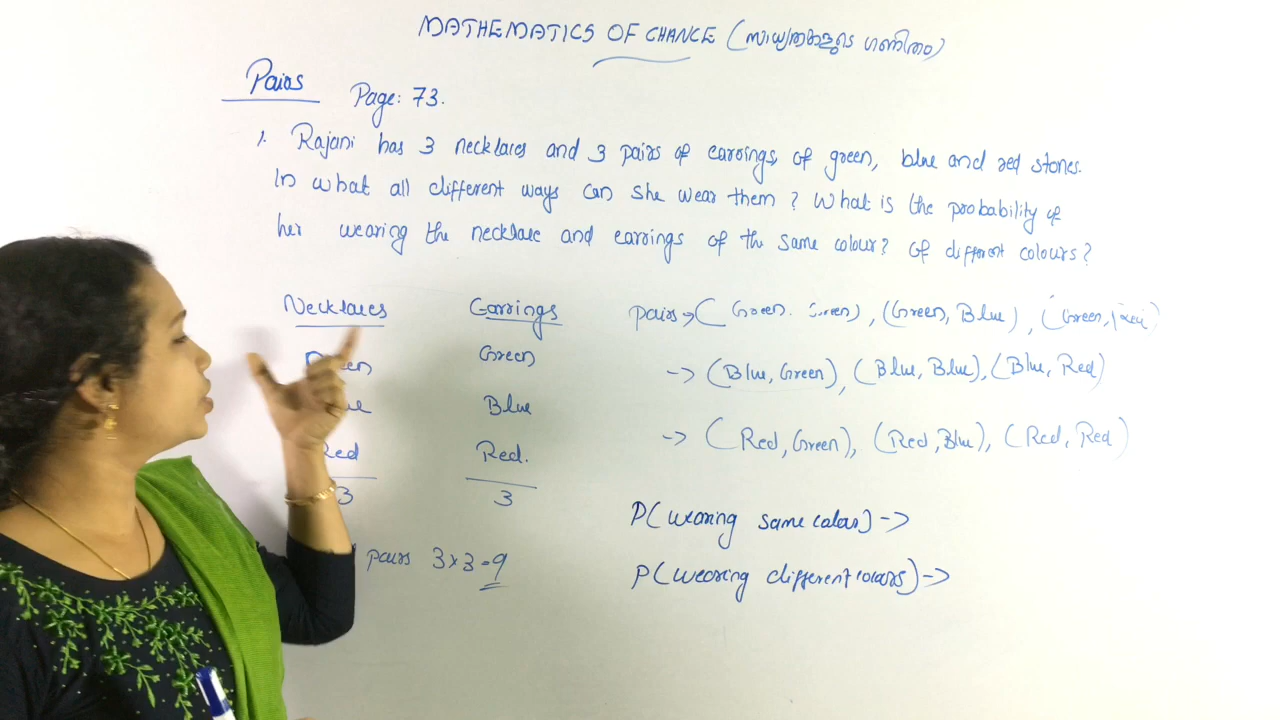 MATHEMATICS OF CHANCE (സാധ്യതകളുടെ ഗണിതം)
Pairs
Page: 73.
1. Rajani has 3 necklaces and 3 pairs of earrings of green, blue and red stones.
In what all different ways can she wear them? What is the probability of
her wearing the necklace and earrings of the same colour? Of different colours?
Necklaces Earrings
Green
Blue
Red Red.
3 3
pairs 3×3=9
pairs → (Green, Green), (Green, Blue), (Green, Red)
→ (Blue, Green), (Blue, Blue), (Blue, Red)
→ (Red, Green), (Red, Blue), (Red, Red)
P(wearing same color) →
P(wearing different colours) →